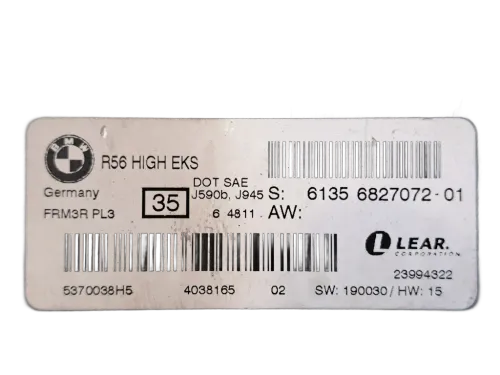 BMW
R56 HIGH EKS
Germany
FRM3R PL3
35
DOT SAE
J590b, J945
6 4811
S: 6135 6827072-01
AW:
LEAR.
CORPORATION
23994322
5370038H5
4038165
02
SW: 190030 / HW: 15